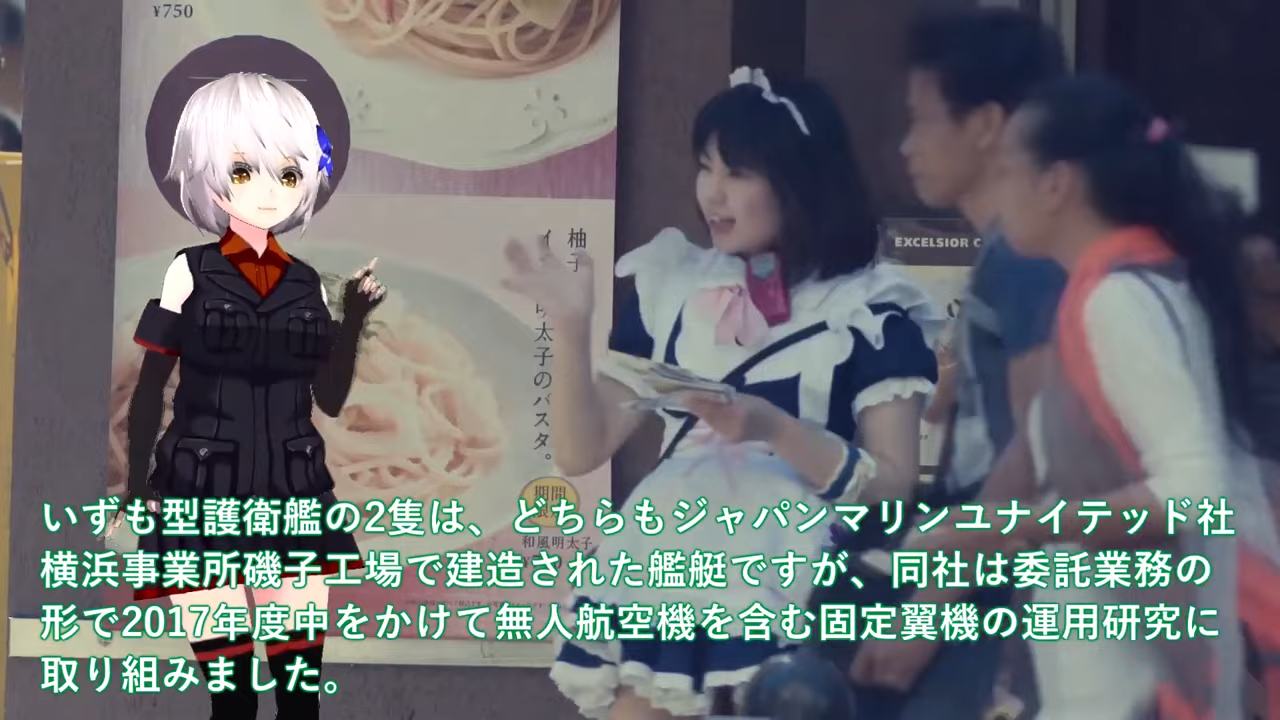 ¥750
柚子
イ
明太子のパスタ。
EXCELSIOR C
期間
和風明太子
いずも型護衛艦の2隻は、どちらもジャパンマリンユナイテッド社
横浜事業所磯子工場で建造された艦艇ですが、同社は委託業務の
形で2017年度中をかけて無人航空機を含む固定翼機の運用研究に
取り組みました。